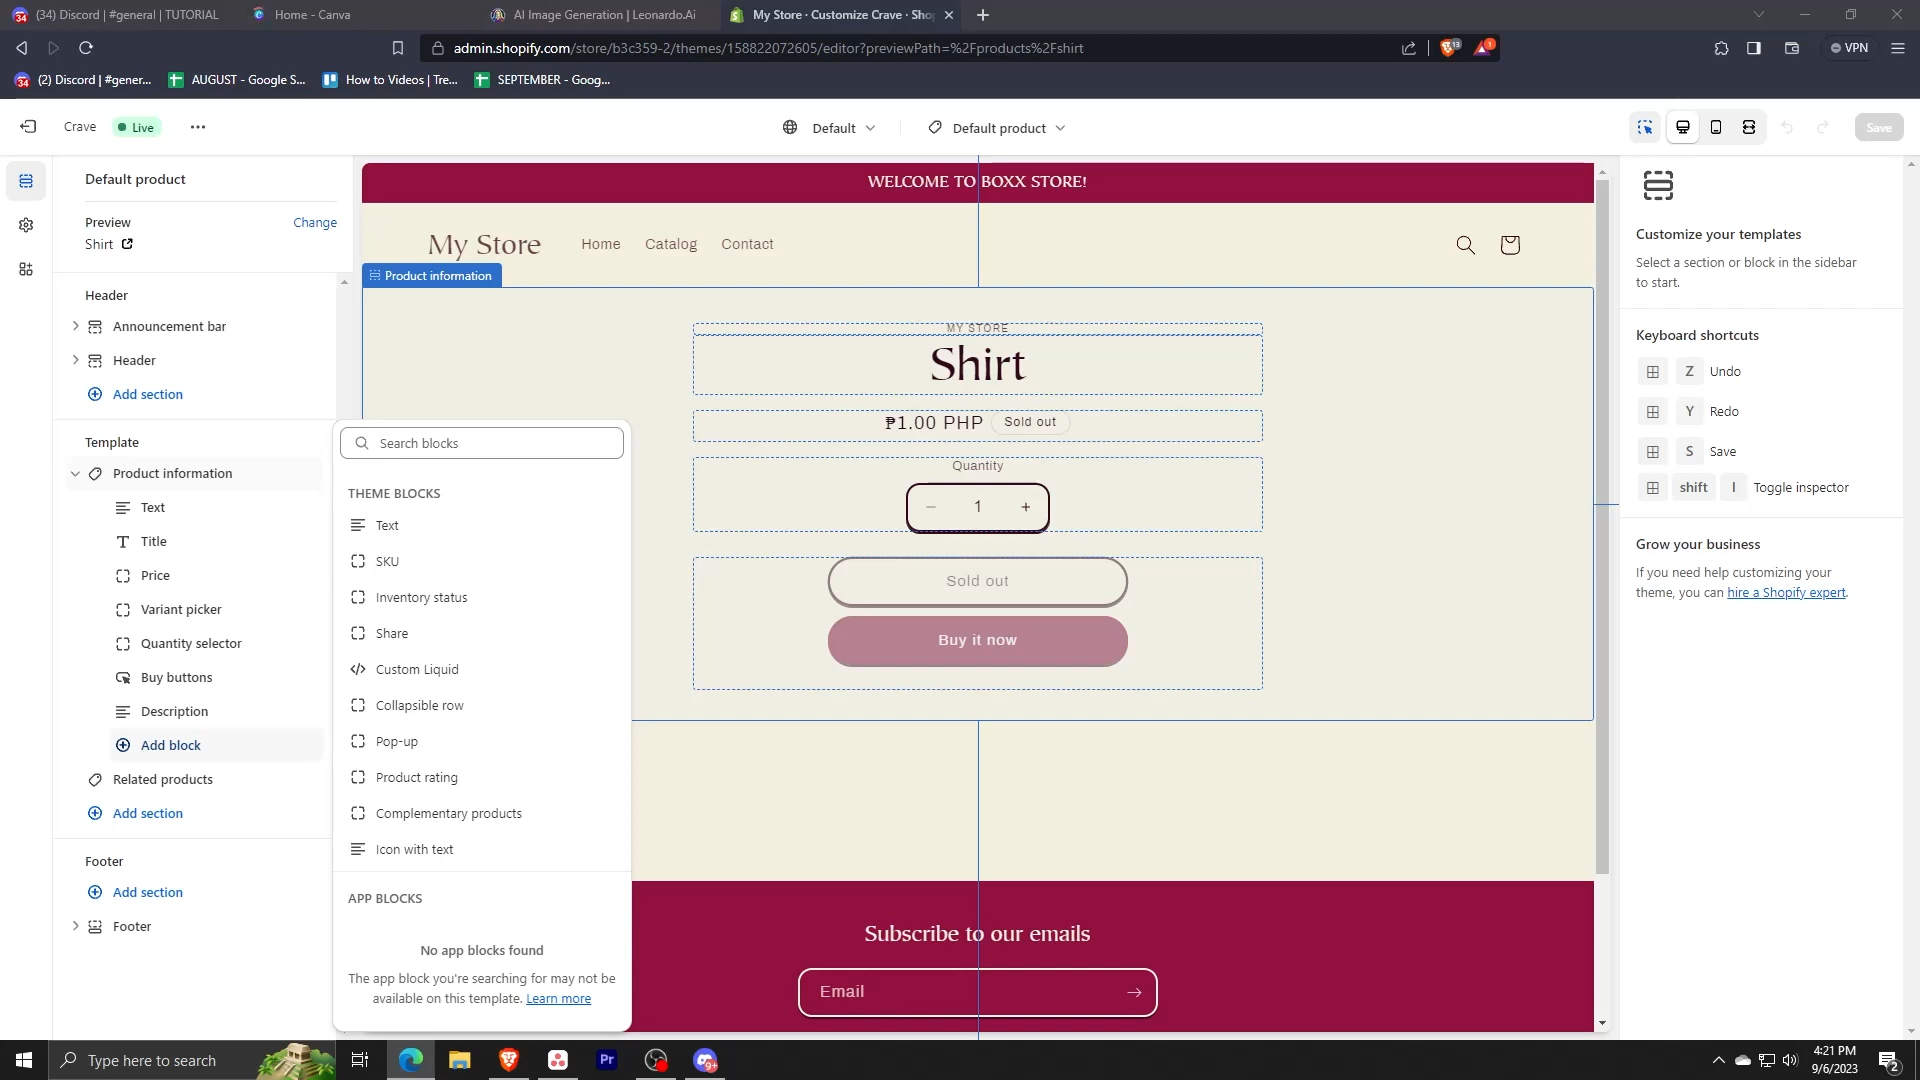 (34) Discord | #general | TUTORIAL
Home - Canva
AI Image Generation | Leonardo.Ai
My Store · Customize Crave · Shop
admin.shopify.com/store/b3c359-2/themes/158822072605/editor?previewPath=%2Fproducts%2Fshirt
13
1
VPN
34
(2) Discord | #gener...
AUGUST - Google S...
How to Videos | Tre...
SEPTEMBER - Goog...
Crave
Live
Default
Default product
Save
Default product
Preview
Change
Shirt
Header
Announcement bar
Header
Add section
Template
Product information
Text
Title
Price
Variant picker
Quantity selector
Buy buttons
Description
Add block
Related products
Add section
Footer
Add section
Footer
Search blocks
THEME BLOCKS
Text
SKU
Inventory status
Share
Custom Liquid
Collapsible row
Pop-up
Product rating
Complementary products
Icon with text
APP BLOCKS
No app blocks found
The app block you're searching for may not be
available on this template. Learn more
WELCOME TO BOXX STORE!
My Store
Home
Catalog
Contact
Product information
MY STORE
Shirt
₱1.00 PHP
Sold out
Quantity
1
Sold out
Buy it now
Subscribe to our emails
Email
Customize your templates
Select a section or block in the sidebar
to start.
Keyboard shortcuts
Z
Undo
Y
Redo
S
Save
shift
I
Toggle inspector
Grow your business
If you need help customizing your
theme, you can hire a Shopify expert.
Type here to search
Pr
9+
4:21 PM
9/6/2023
2